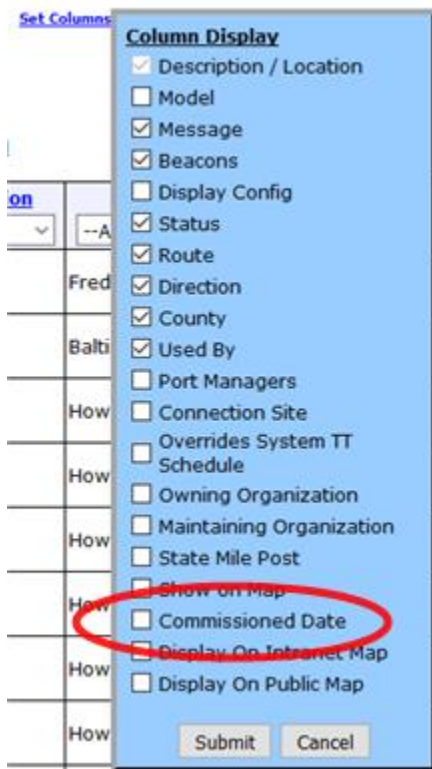 Set Columns
Column Display
Description / Location
Model
Message
Beacons
Display Config
Status
Route
Direction
County
Used By
Port Managers
Connection Site
Overrides System TT
Schedule
Owning Organization
Maintaining Organization
State Mile Post
Show on Map
Commissioned Date
Display On Intranet Map
Display On Public Map
Submit Cancel
on
--A
Fred
Balti
How
How
How
How
How
How